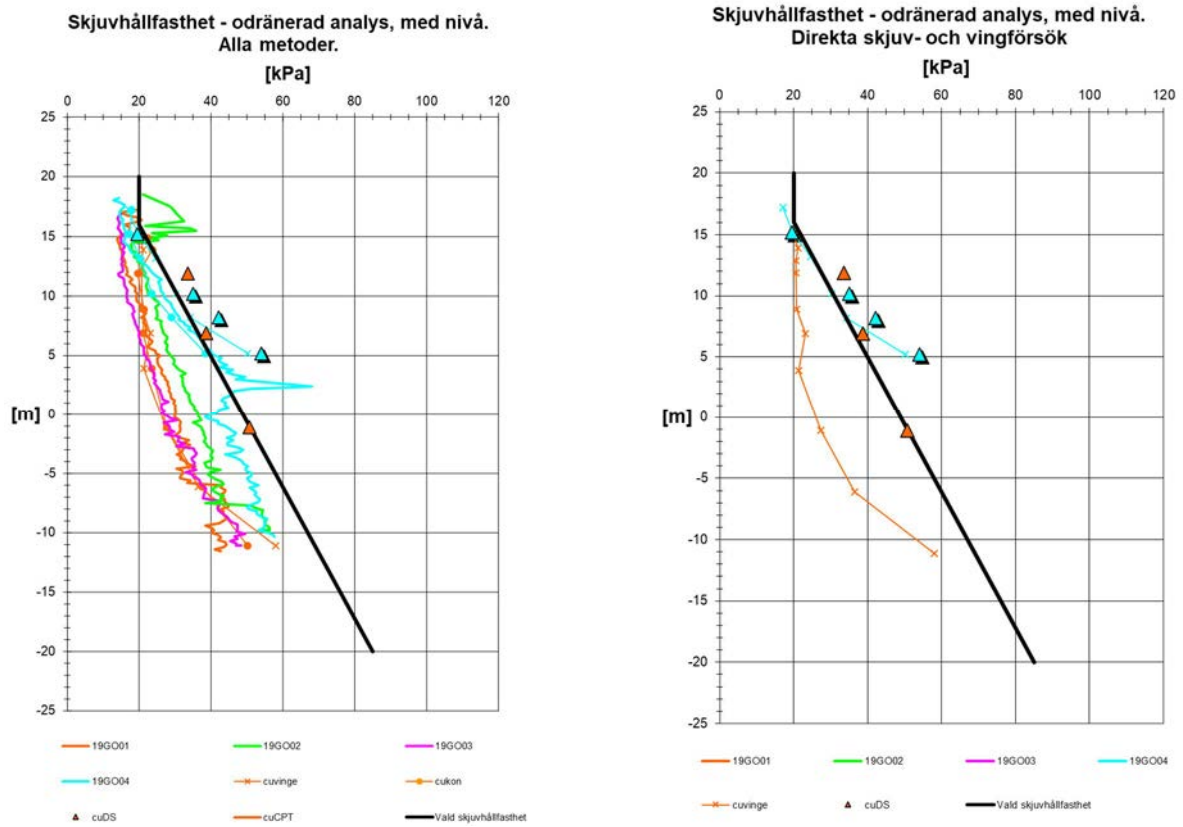 Skjuvhållfasthet - odränerad analys, med nivå.
Alla metoder.
[kPa]
0 20 40 60 80 100 120
25
20
15
10
5
[m] 0
-5
-10
-15
-20
-25
19GO01 19GO02 19GO03
19GO04 cuvinge cukon
cuDS cuCPT Vald skjuvhållfasthet
Skjuvhållfasthet - odränerad analys, med nivå.
Direkta skjuv- och vingförsök
[kPa]
0 20 40 60 80 100 120
25
20
15
10
5
[m] 0
-5
-10
-15
-20
-25
19GO01 19GO02 19GO03 19GO04
cuvinge cuDS Vald skjuvhållfasthet